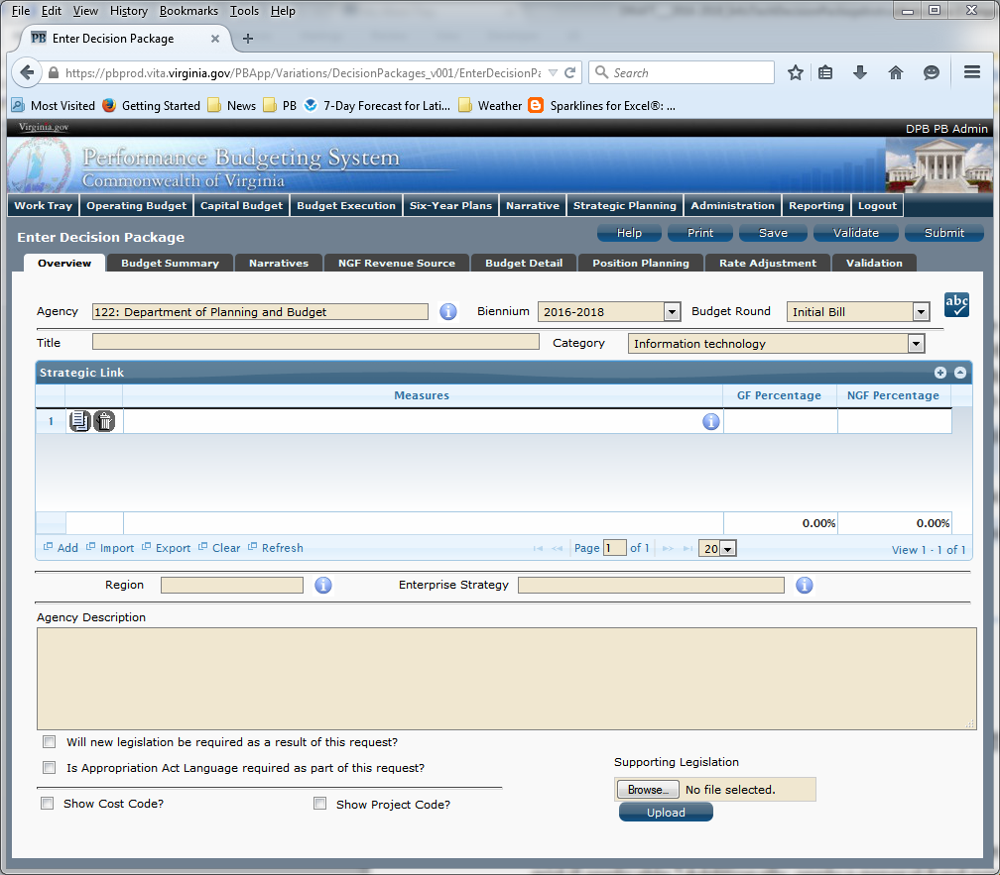 File Edit View History Bookmarks Tools Help
PB Enter Decision Package
https://pbprod.vita.virginia.gov/PBApp/Variations/DecisionPackages_v001/EnterDecisionPa Search
Most Visited Getting Started News PB 7-Day Forecast for Lati... Weather Sparklines for Excel®: ...
Virginia.gov DPB PB Admin
Performance Budgeting System
Commonwealth of Virginia
Work Tray Operating Budget Capital Budget Budget Execution Six-Year Plans Narrative Strategic Planning Administration Reporting Logout
Enter Decision Package Help Print Save Validate Submit
Overview Budget Summary Narratives NGF Revenue Source Budget Detail Position Planning Rate Adjustment Validation
Agency 122: Department of Planning and Budget Biennium 2016-2018 Budget Round Initial Bill abc
Title Category Information technology
Strategic Link
Measures GF Percentage NGF Percentage
1
0.00% 0.00%
Add Import Export Clear Refresh Page 1 of 1 20 View 1 - 1 of 1
Region Enterprise Strategy
Agency Description
Will new legislation be required as a result of this request?
Is Appropriation Act Language required as part of this request?
Supporting Legislation
Browse... No file selected.
Show Cost Code? Show Project Code?
Upload